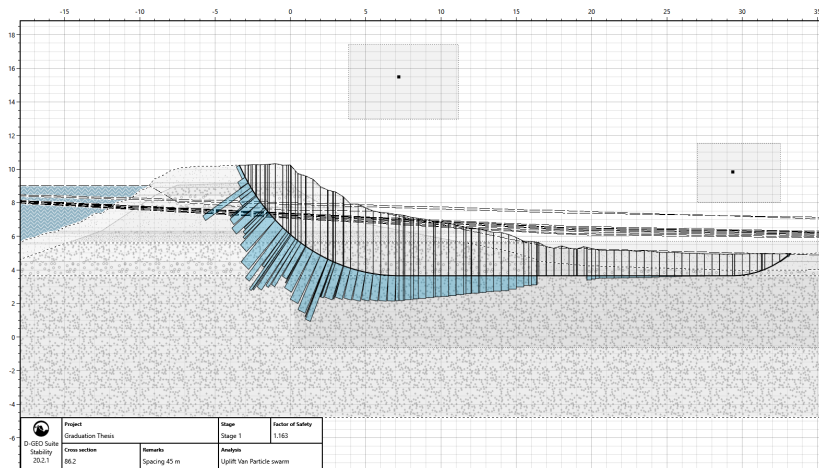 -15 -10 -5 0 5 10 15 20 25 30 35
18
16
14
12
10
8
6
4
2
0
-2
-4
-6
D-GEO Suite
Stability
20.2.1
Project
Graduation Thesis
Stage
Stage 1
Factor of Safety
1.163
Cross section
86.2
Remarks
Spacing 45 m
Analysis
Uplift Van Particle swarm